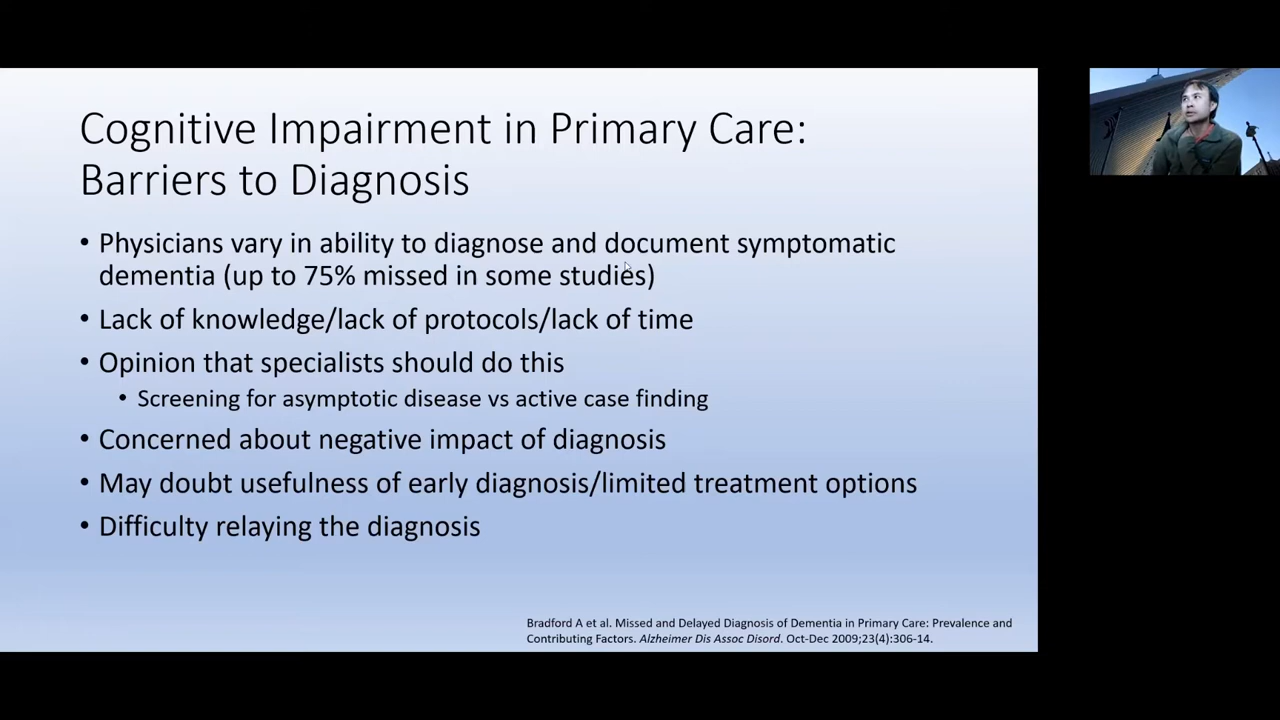 Cognitive Impairment in Primary Care:
Barriers to Diagnosis
• Physicians vary in ability to diagnose and document symptomatic
dementia (up to 75% missed in some studies)
• Lack of knowledge/lack of protocols/lack of time
• Opinion that specialists should do this
• Screening for asymptotic disease vs active case finding
• Concerned about negative impact of diagnosis
• May doubt usefulness of early diagnosis/limited treatment options
• Difficulty relaying the diagnosis
Bradford A et al. Missed and Delayed Diagnosis of Dementia in Primary Care: Prevalence and
Contributing Factors. Alzheimer Dis Assoc Disord. Oct-Dec 2009;23(4):306-14.